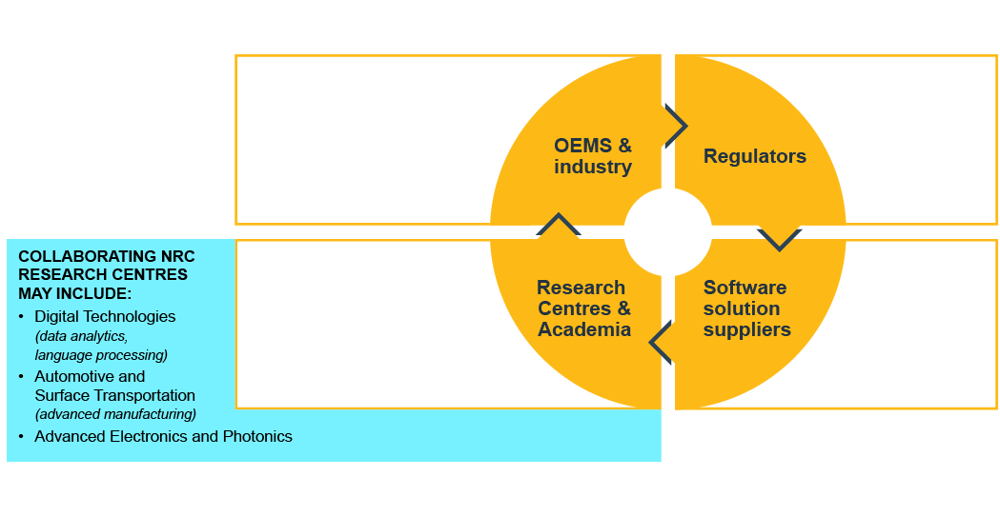 OEMS &
industry
Regulators
COLLABORATING NRC
RESEARCH CENTRES
MAY INCLUDE:
• Digital Technologies
(data analytics,
language processing)
• Automotive and
Surface Transportation
(advanced manufacturing)
• Advanced Electronics and Photonics
Research
Centres &
Academia
Software
solution
suppliers